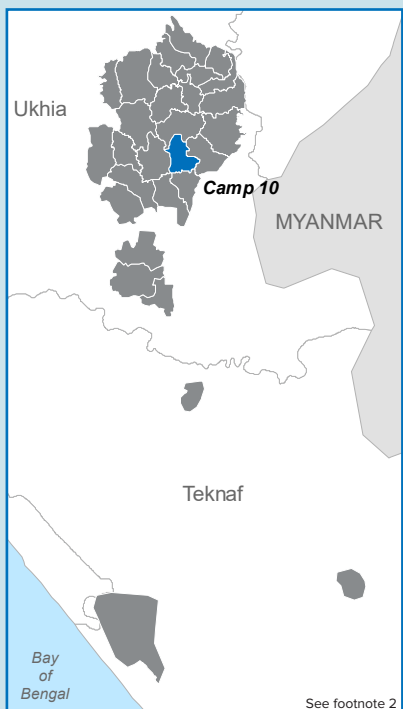 Ukhia
Camp 10
MYANMAR
Teknaf
Bay
of
Bengal
See footnote 2